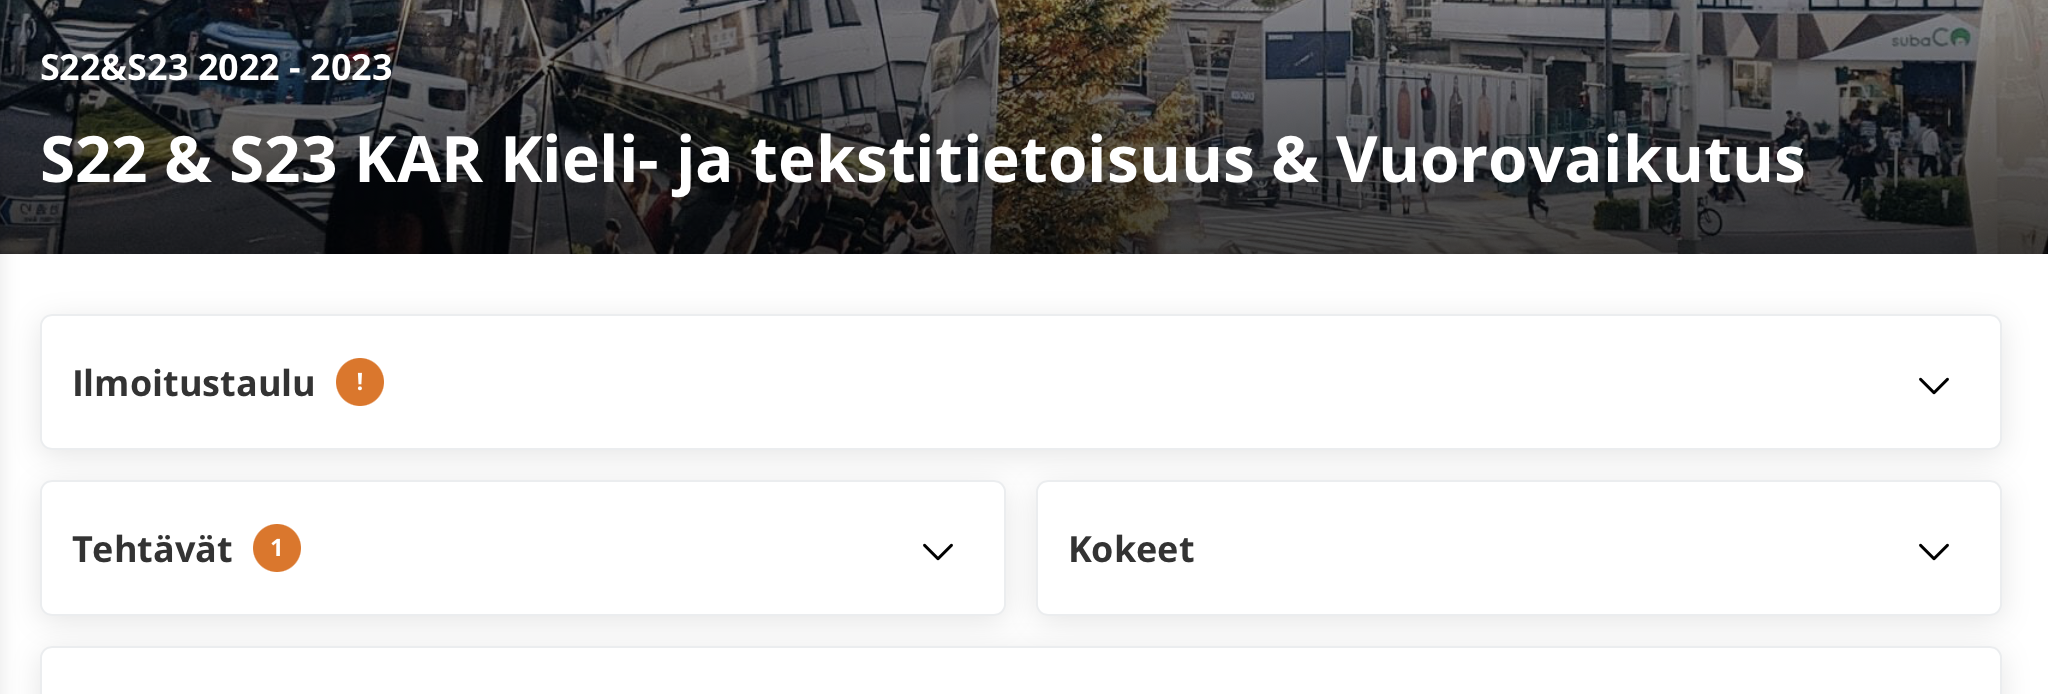 S22&S23 2022 - 2023
subaCO
S22 & S23 KAR Kieli- ja tekstitietoisuus & Vuorovaikutus
Ilmoitustaulu !
Tehtävät 1
Kokeet